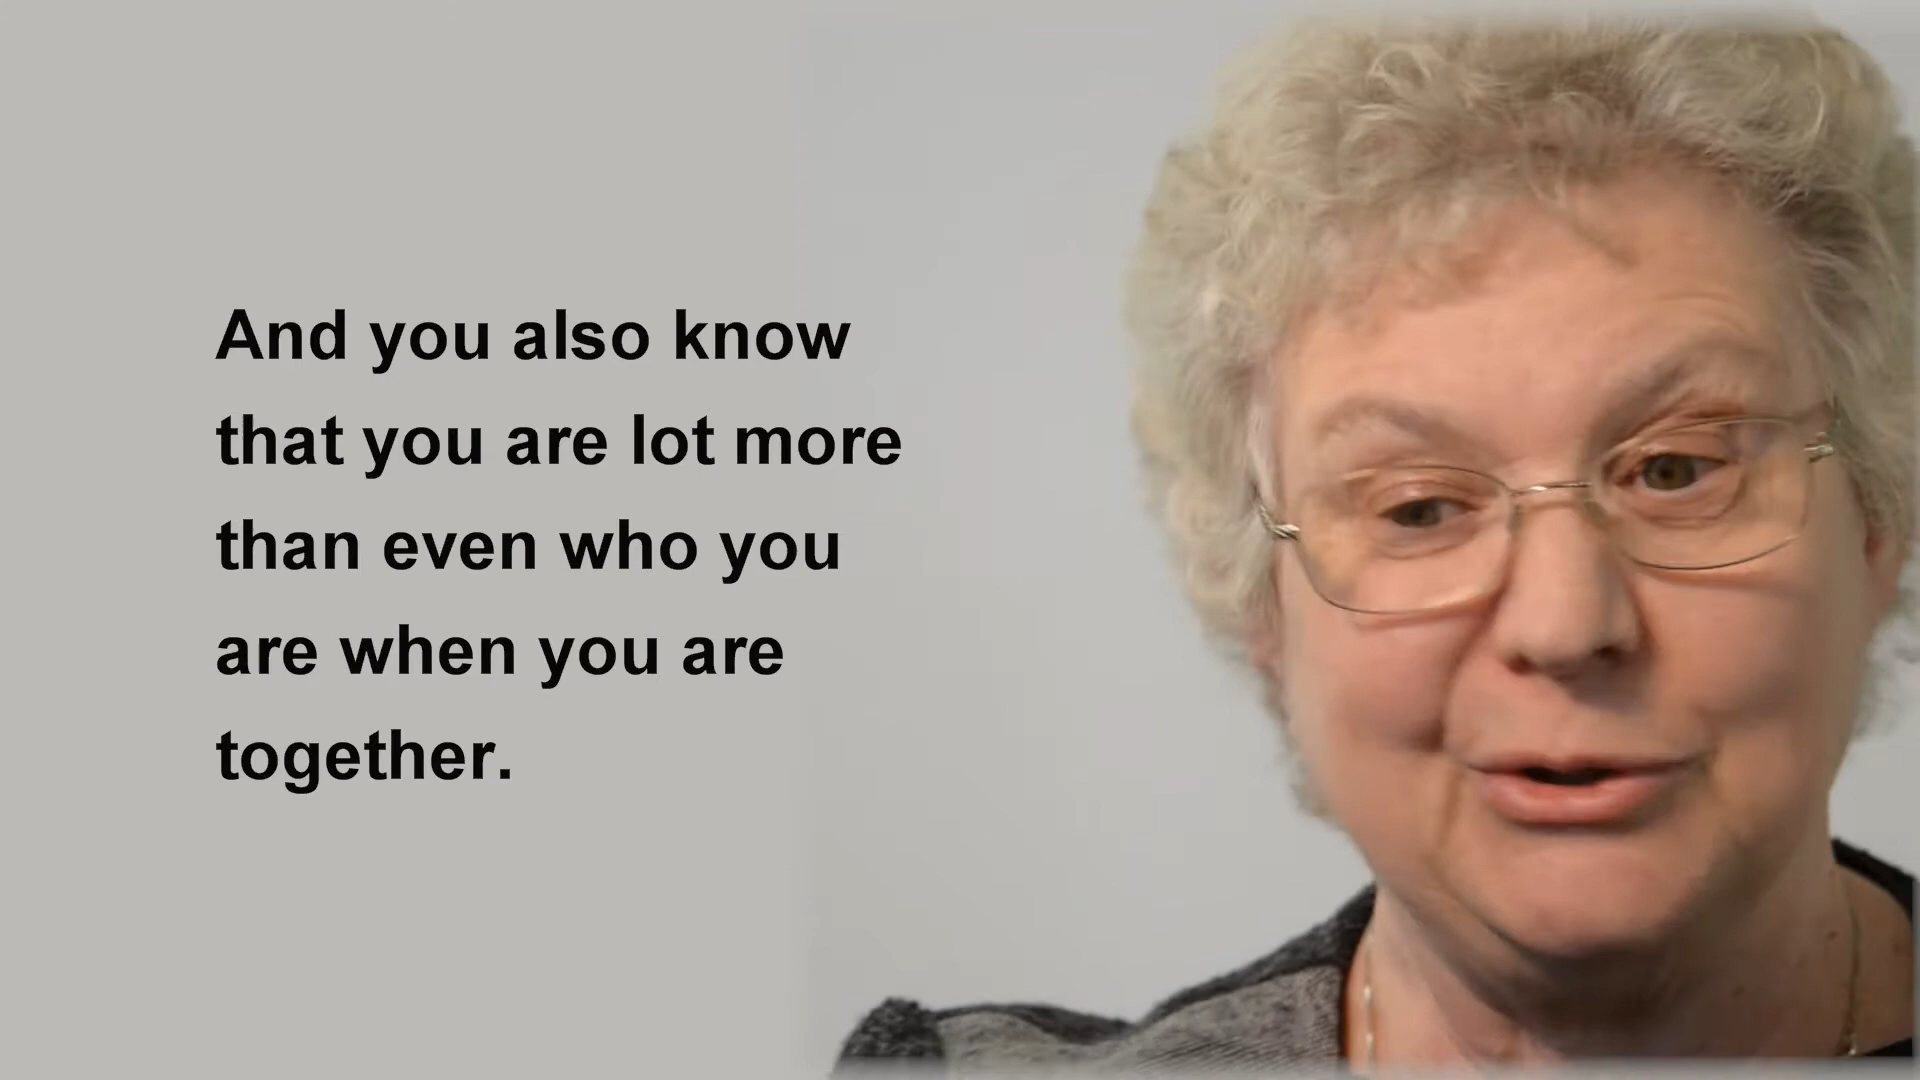 And you also know
that you are lot more
than even who you
are when you are
together.